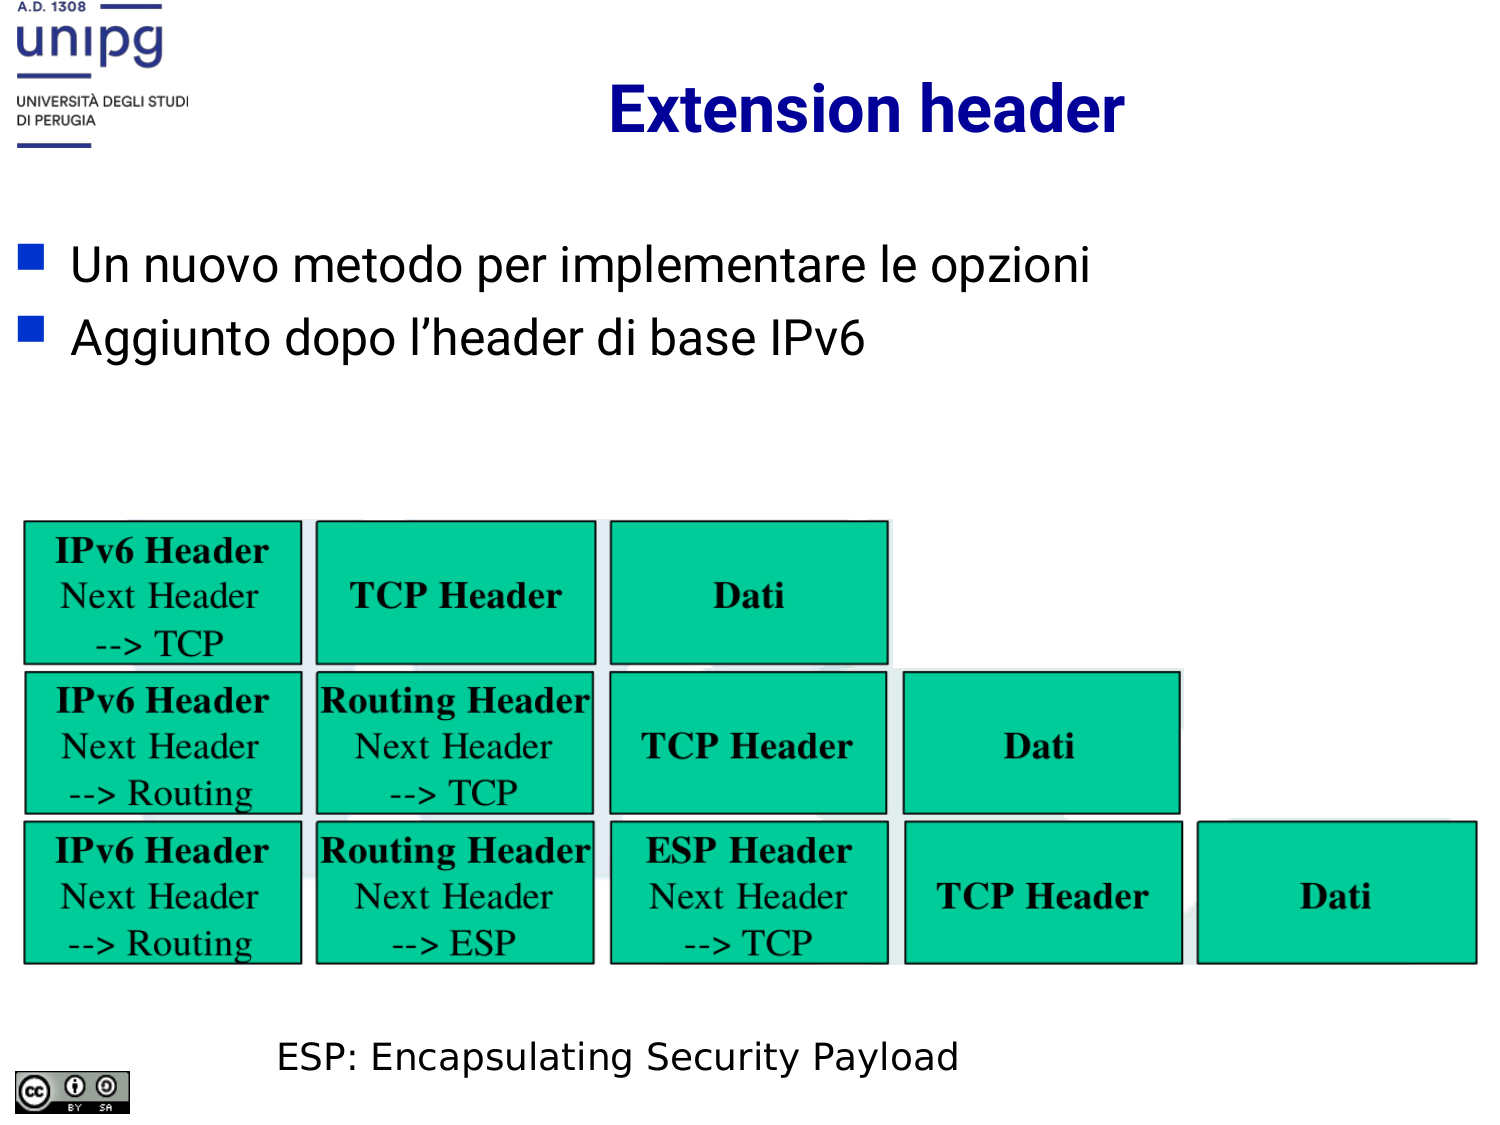 A.D. 1308
unipg
UNIVERSITÀ DEGLI STUDI
DI PERUGIA
Extension header
Un nuovo metodo per implementare le opzioni
Aggiunto dopo l’header di base IPv6
IPv6 Header
Next Header
--> TCP
TCP Header
Dati
IPv6 Header
Next Header
--> Routing
Routing Header
Next Header
--> TCP
TCP Header
Dati
IPv6 Header
Next Header
--> Routing
Routing Header
Next Header
--> ESP
ESP Header
Next Header
--> TCP
TCP Header
Dati
ESP: Encapsulating Security Payload
cc
BY SA